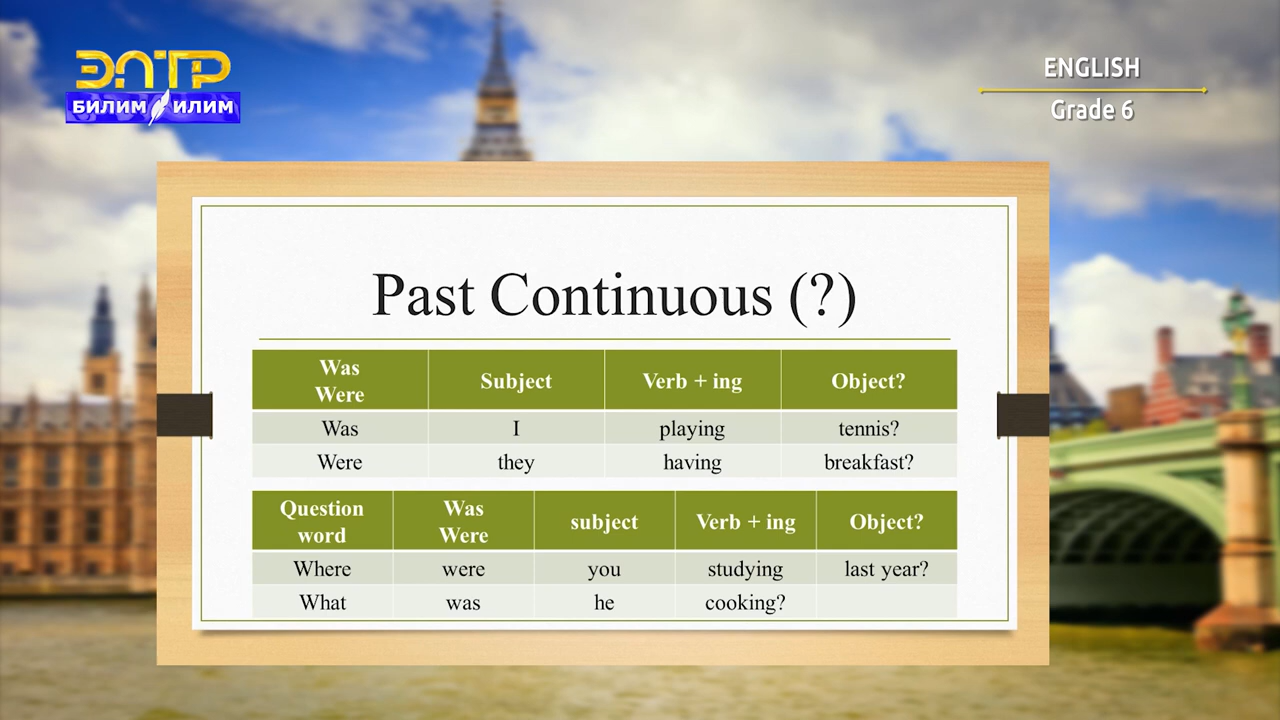 ЭЛТР
БИЛИМ ИЛИМ
ENGLISH
Grade 6
Past Continuous (?)
Was Were Subject Verb + ing Object?
Was I playing tennis?
Were they having breakfast?
Question word Was Were subject Verb + ing Object?
Where were you studying last year?
What was he cooking?